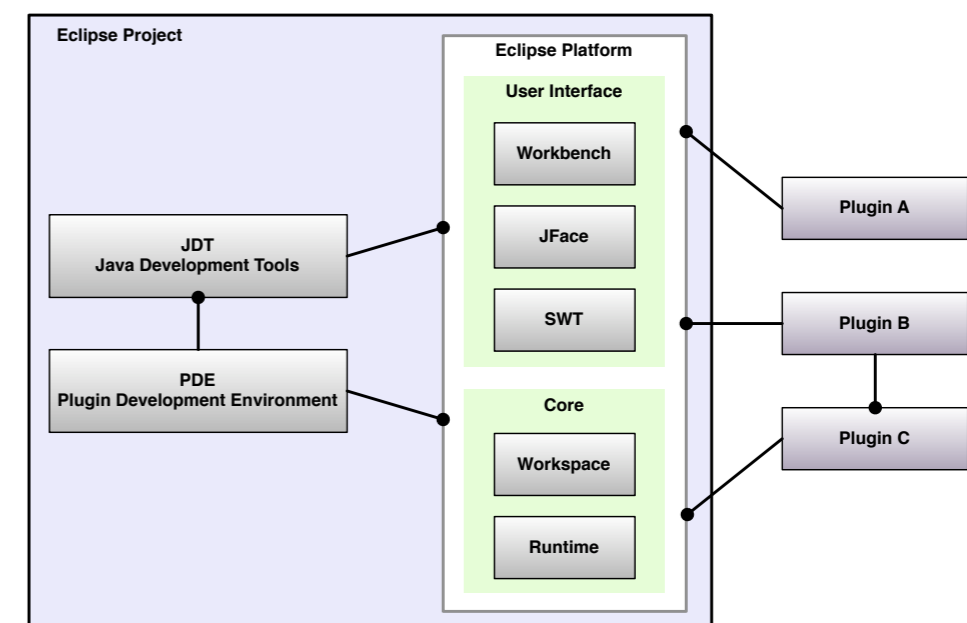 Eclipse Project
Eclipse Platform
User Interface
Workbench
JFace
SWT
Core
Workspace
Runtime
JDT
Java Development Tools
PDE
Plugin Development Environment
Plugin A
Plugin B
Plugin C